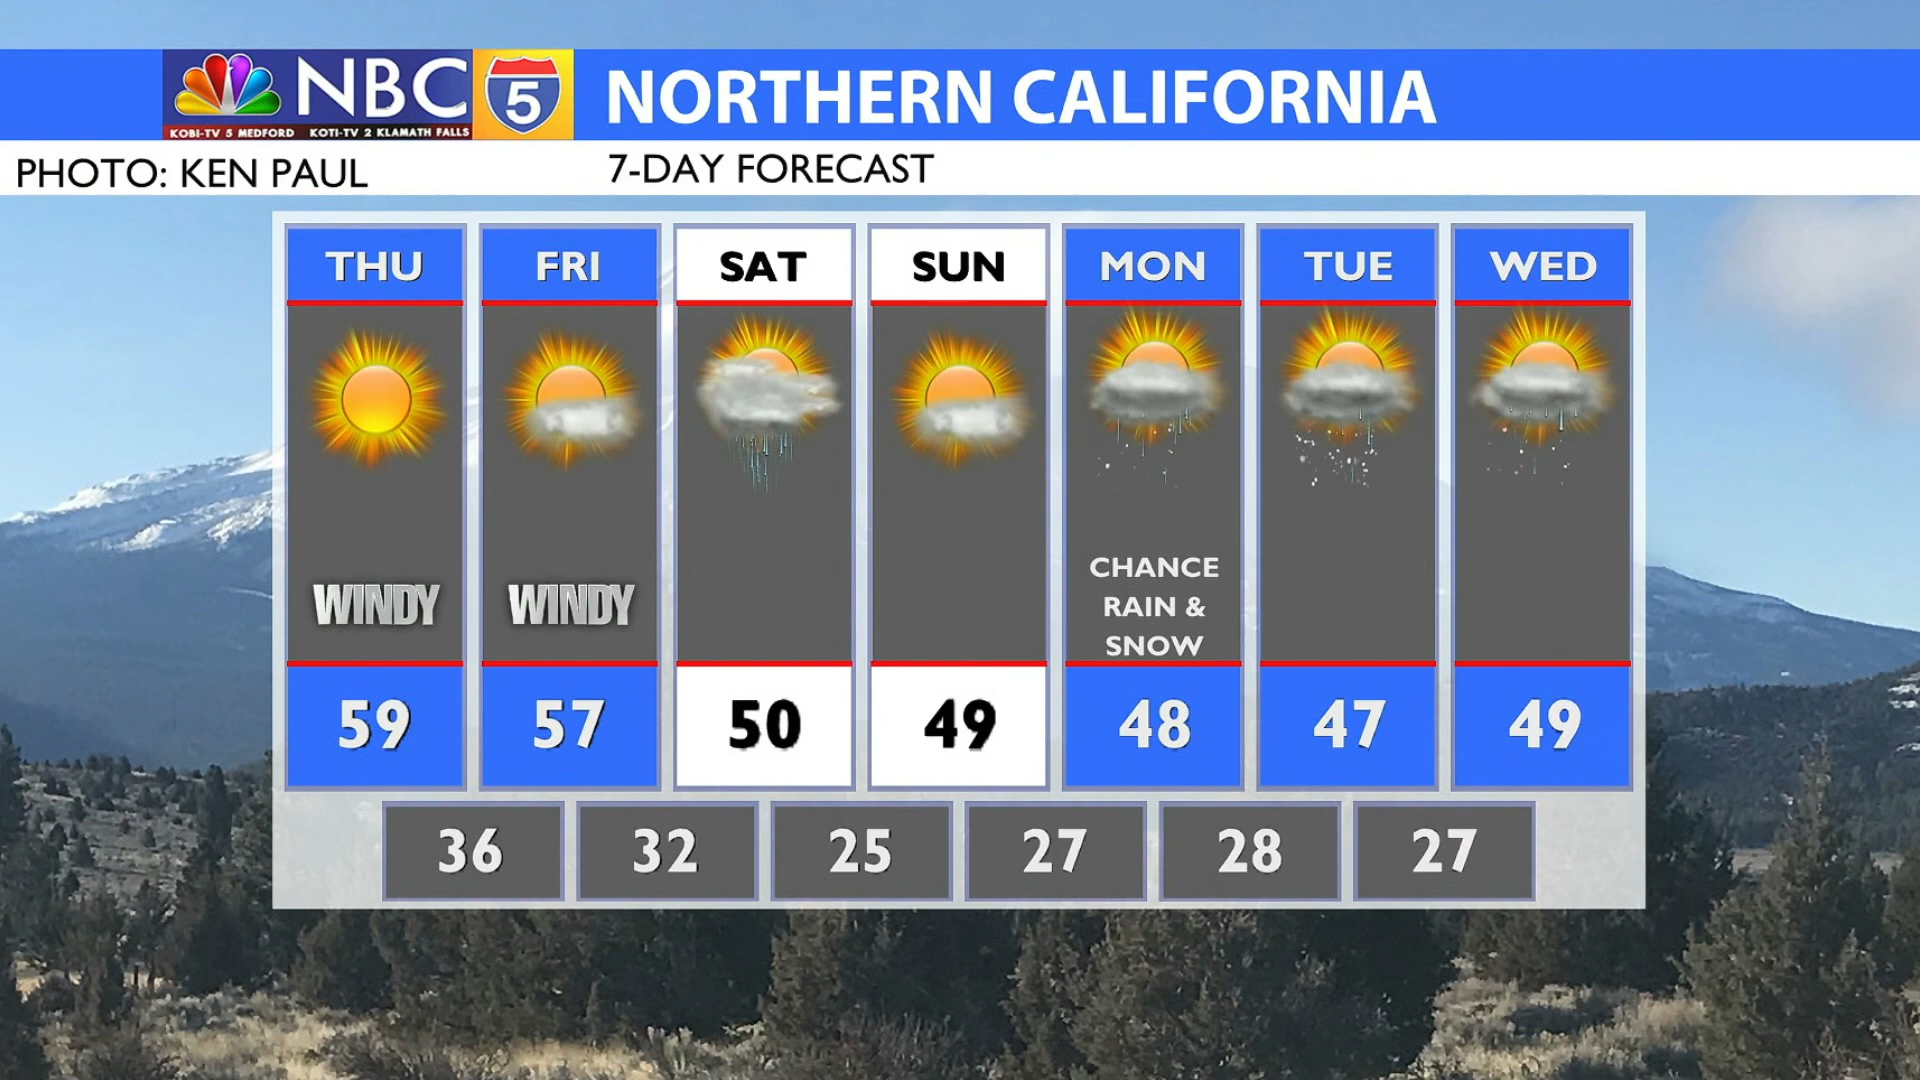 NBC
5
KOBI-TV 5 MEDFORD KOTI-TV 2 KLAMATH FALLS
NORTHERN CALIFORNIA
PHOTO: KEN PAUL
7-DAY FORECAST
THU FRI SAT SUN MON TUE WED
WINDY WINDY
CHANCE
RAIN &
SNOW
59 57 50 49 48 47 49
36 32 25 27 28 27